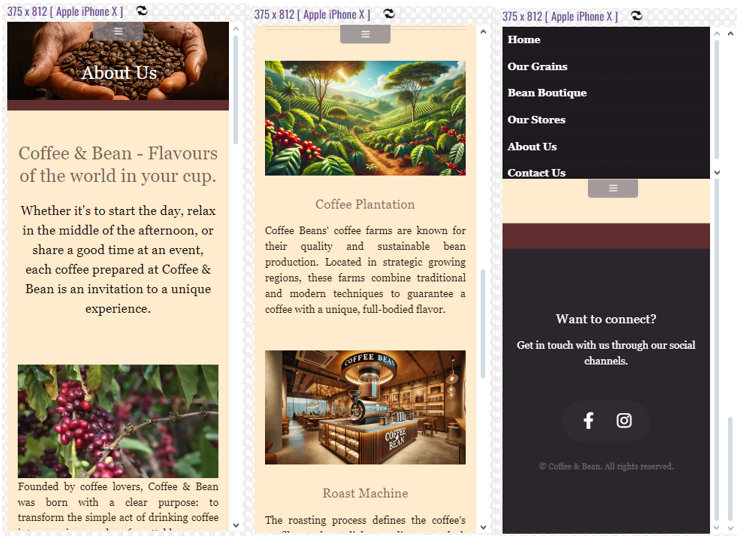 375 x 812 [ Apple iPhone X ]
About Us
Coffee & Bean - Flavours
of the world in your cup.
Whether it's to start the day, relax
in the middle of the afternoon, or
share a good time at an event,
each coffee prepared at Coffee &
Bean is an invitation to a unique
experience.
Founded by coffee lovers, Coffee & Bean
was born with a clear purpose: to
transform the simple act of drinking coffee
375 x 812 [ Apple iPhone X ]
Coffee Plantation
Coffee Beans' coffee farms are known for
their quality and sustainable bean
production. Located in strategic growing
regions, these farms combine traditional
and modern techniques to guarantee a
coffee with a unique, full-bodied flavor.
COFFEE BEAN
COFFEE
BEAN
Roast Machine
The roasting process defines the coffee's
375 x 812 [ Apple iPhone X ]
Home
Our Grains
Bean Boutique
Our Stores
About Us
Contact Us
Want to connect?
Get in touch with us through our social
channels.
© Coffee & Bean. All rights reserved.